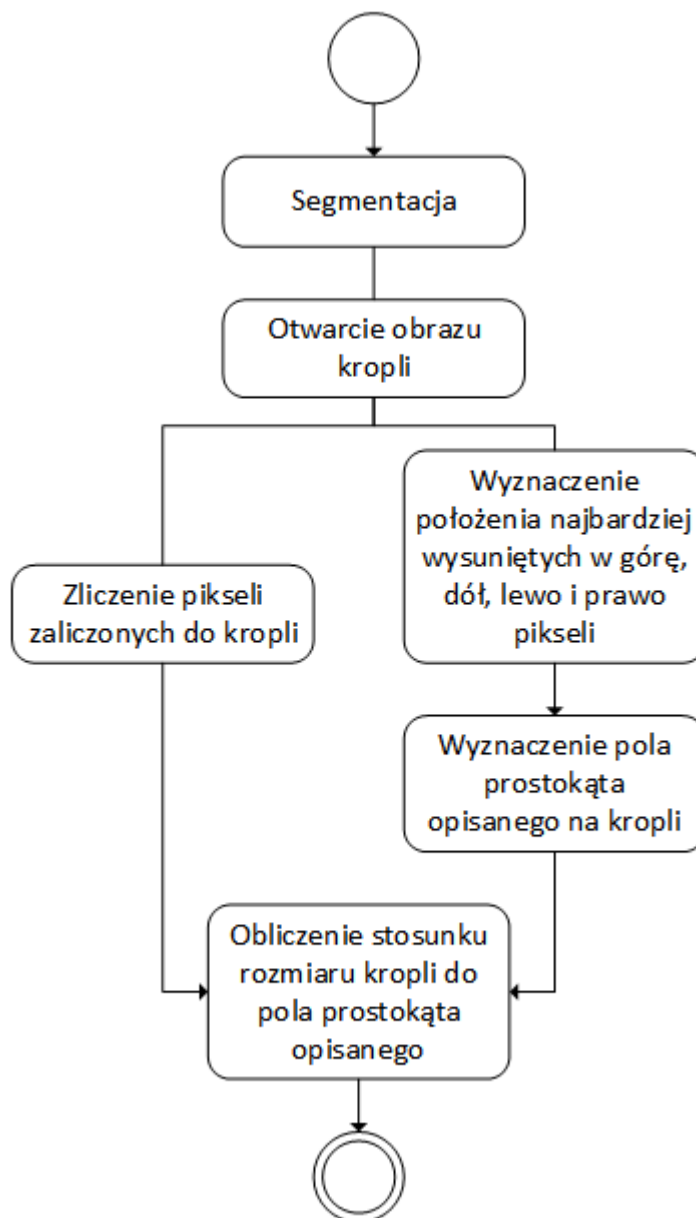 Segmentacja
Otwarcie obrazu
kropli
Wyznaczenie
położenia najbardziej
wysuniętych w górę,
dół, lewo i prawo
pikseli
Zliczenie pikseli
zaliczonych do kropli
Wyznaczenie pola
prostokąta
opisanego na kropli
Obliczenie stosunku
rozmiaru kropli do
pola prostokąta
opisanego